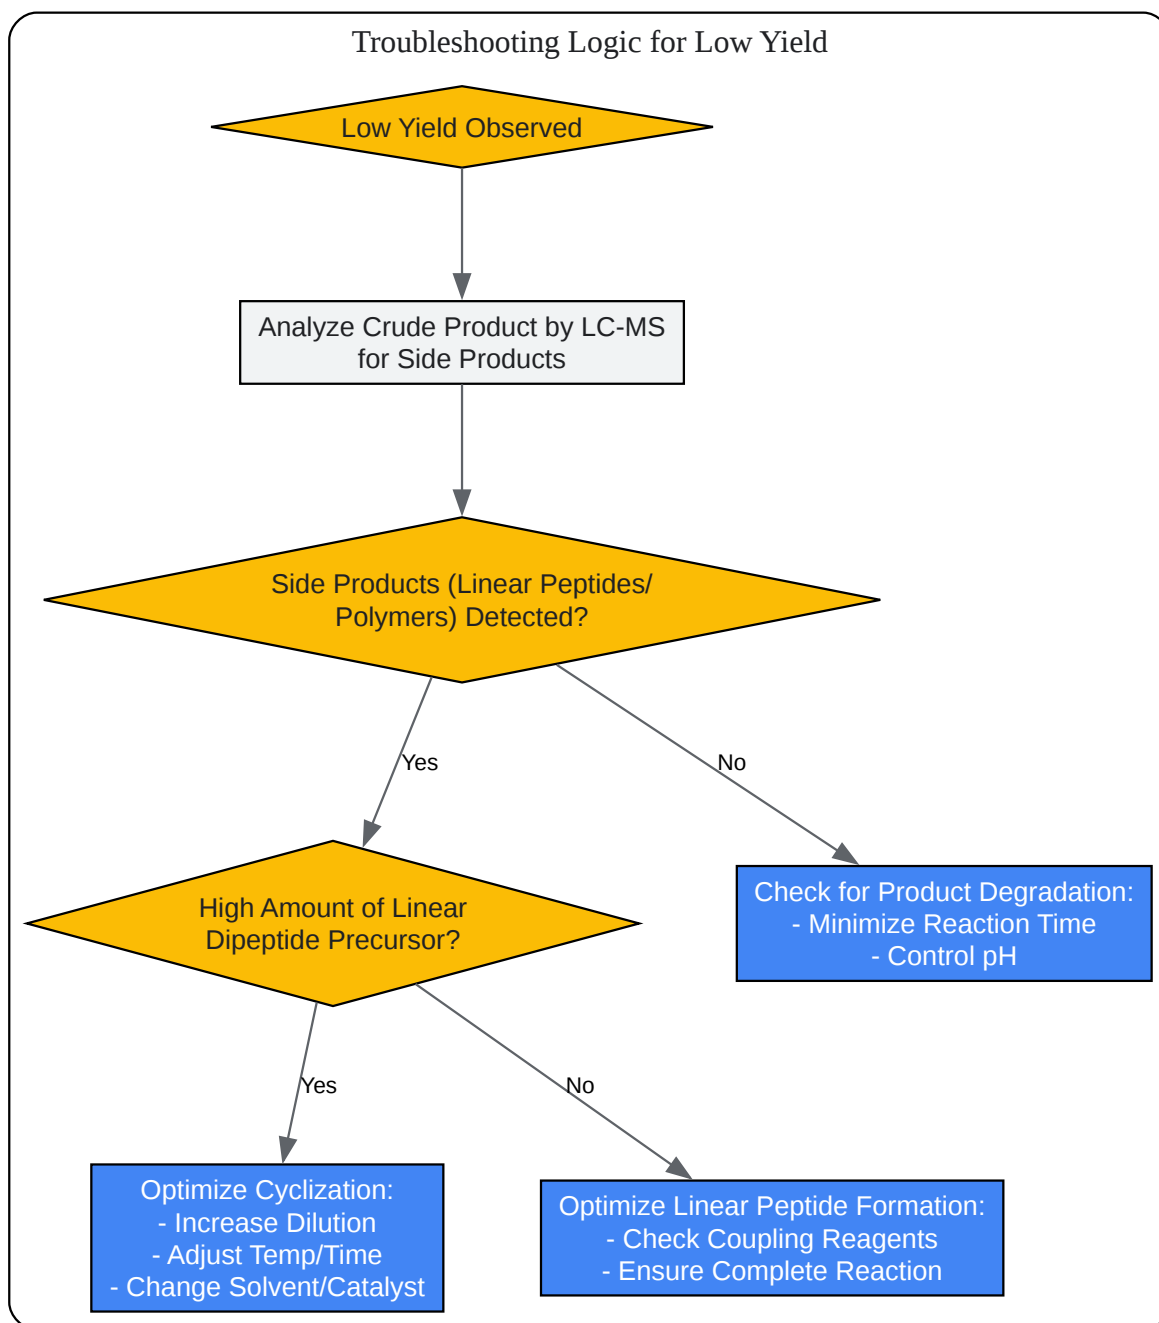 Troubleshooting Logic for Low Yield
Low Yield Observed
Analyze Crude Product by LC-MS
for Side Products
Side Products (Linear Peptides/
Polymers) Detected?
Yes
No
High Amount of Linear
Dipeptide Precursor?
Check for Product Degradation:
- Minimize Reaction Time
- Control pH
Yes
No
Optimize Cyclization:
- Increase Dilution
- Adjust Temp/Time
- Change Solvent/Catalyst
Optimize Linear Peptide Formation:
- Check Coupling Reagents
- Ensure Complete Reaction